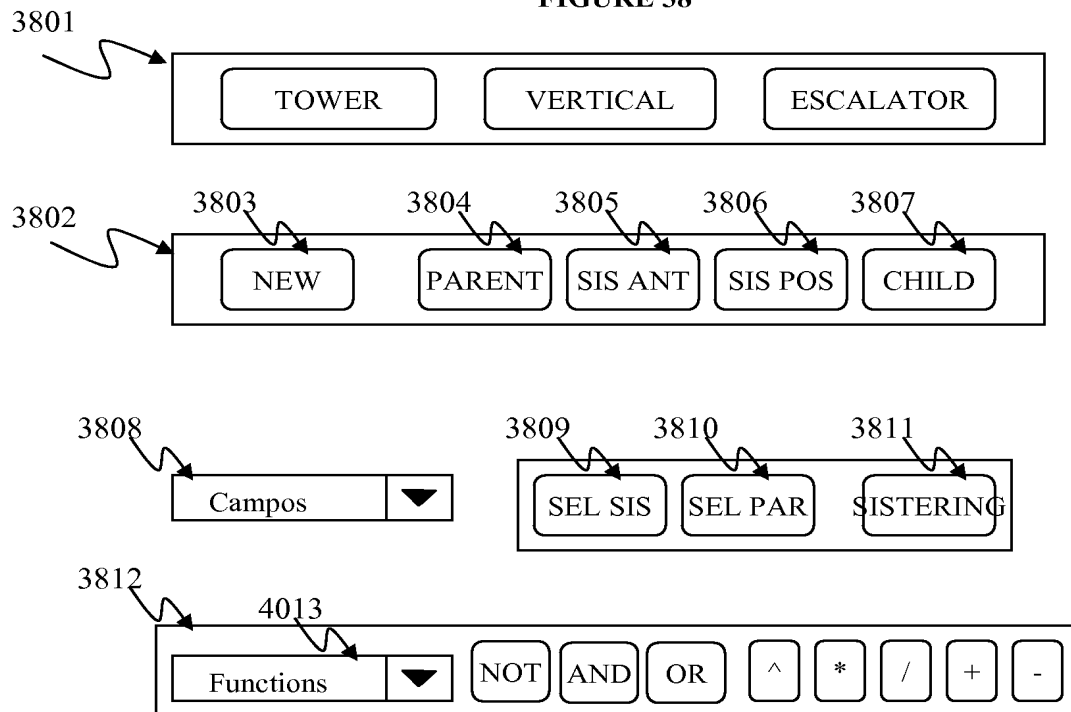 FIGURE 38
3801
TOWER VERTICAL ESCALATOR
3802 3803 3804 3805 3806 3807
NEW PARENT SIS ANT SIS POS CHILD
3808 3809 3810 3811
Campos SEL SIS SEL PAR SISTERING
3812
4013
Functions NOT AND OR ^ * / + -